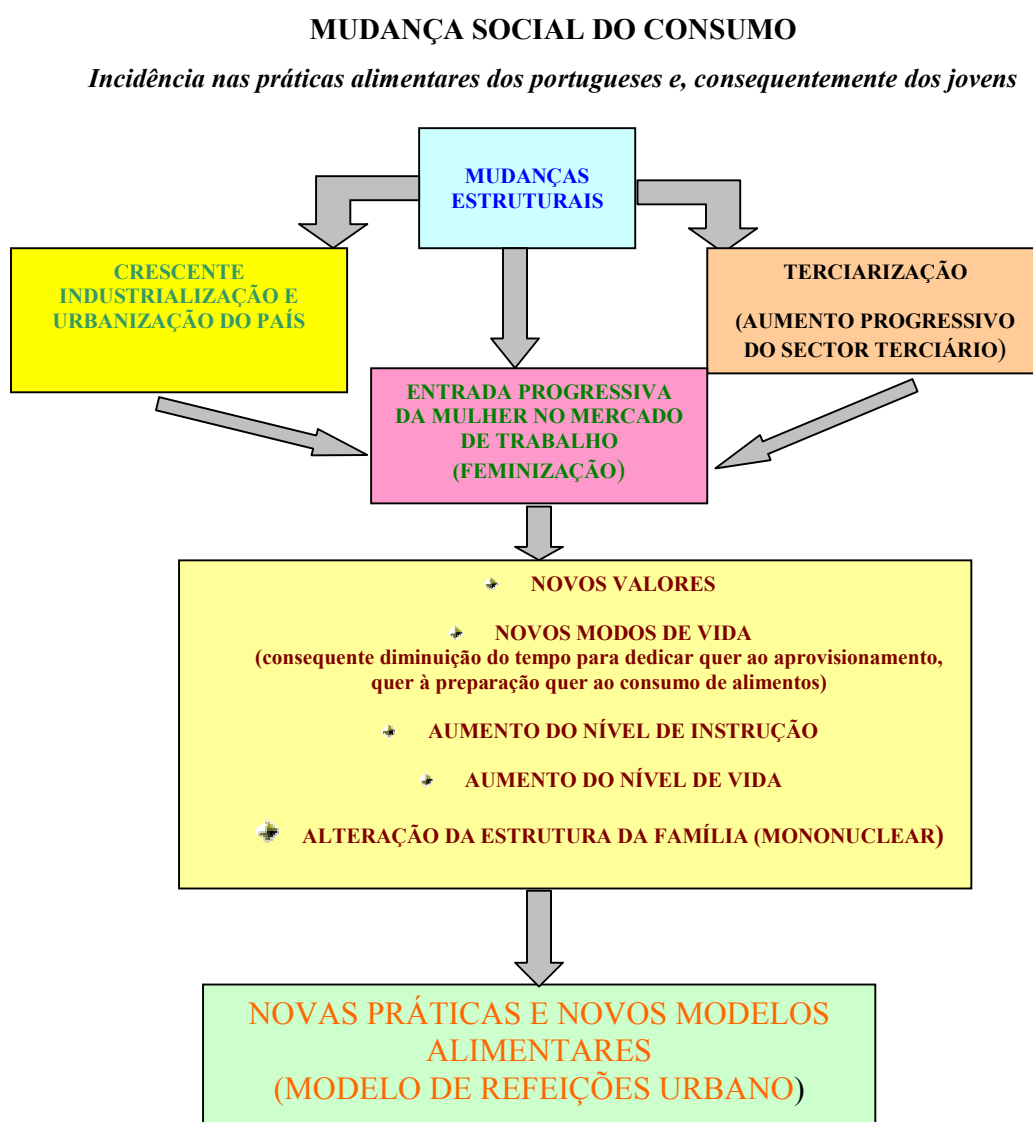 MUDANÇA SOCIAL DO CONSUMO
Incidência nas práticas alimentares dos portugueses e, consequentemente dos jovens
MUDANÇAS
ESTRUTURAIS
CRESCENTE
INDUSTRIALIZAÇÃO E
URBANIZAÇÃO DO PAÍS
TERCIARIZAÇÃO
(AUMENTO PROGRESSIVO
DO SECTOR TERCIÁRIO)
ENTRADA PROGRESSIVA
DA MULHER NO MERCADO
DE TRABALHO
(FEMINIZAÇÃO)
NOVOS VALORES
NOVOS MODOS DE VIDA
(consequente diminuição do tempo para dedicar quer ao aprovisionamento,
quer à preparação quer ao consumo de alimentos)
AUMENTO DO NÍVEL DE INSTRUÇÃO
AUMENTO DO NÍVEL DE VIDA
ALTERAÇÃO DA ESTRUTURA DA FAMÍLIA (MONONUCLEAR)
NOVAS PRÁTICAS E NOVOS MODELOS
ALIMENTARES
(MODELO DE REFEIÇÕES URBANO)